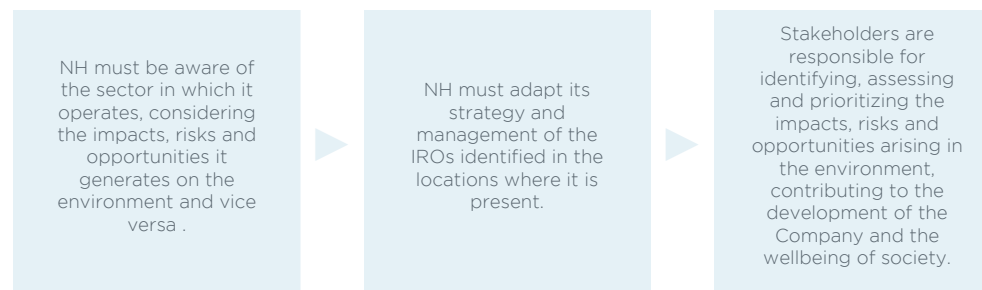 NH must be aware of
the sector in which it
operates, considering
the impacts, risks and
opportunities it
generates on the
environment and vice
versa .
NH must adapt its
strategy and
management of the
IROs identified in the
locations where it is
present.
Stakeholders are
responsible for
identifying, assessing
and prioritizing the
impacts, risks and
opportunities arising in
the environment,
contributing to the
development of the
Company and the
wellbeing of society.